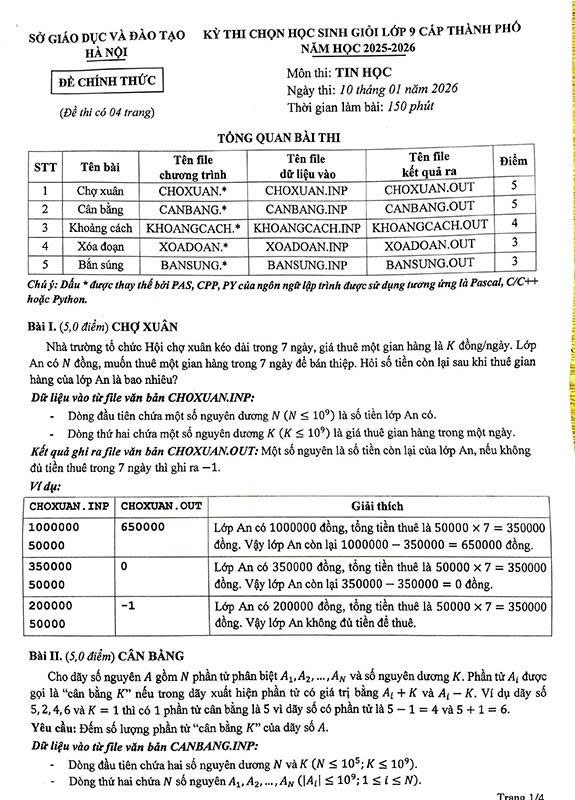 SỞ GIÁO DỤC VÀ ĐÀO TẠO
HÀ NỘI
ĐỀ CHÍNH THỨC
(Đề thi có 04 trang)
KỲ THI CHỌN HỌC SINH GIỎI LỚP 9 CẤP THÀNH PHỐ
NĂM HỌC 2025-2026
Môn thi: TIN HỌC
Ngày thi: 10 tháng 01 năm 2026
Thời gian làm bài: 150 phút
TỔNG QUAN BÀI THI
STT Tên bài Tên file chương trình Tên file dữ liệu vào Tên file kết quả ra Điểm
1 Chợ xuân CHOXUAN.* CHOXUAN.INP CHOXUAN.OUT 5
2 Cân bằng CANBANG.* CANBANG.INP CANBANG.OUT 5
3 Khoảng cách KHOANGCACH.* KHOANGCACH.INP KHOANGCACH.OUT 4
4 Xóa đoạn XOADOAN.* XOADOAN.INP XOADOAN.OUT 3
5 Bắn súng BANSUNG.* BANSUNG.INP BANSUNG.OUT 3
Chú ý: Dấu * được thay thế bởi PAS, CPP, PY của ngôn ngữ lập trình được sử dụng tương ứng là Pascal, C/C++
hoặc Python.
Bài I. (5,0 điểm) CHỢ XUÂN
Nhà trường tổ chức Hội chợ xuân kéo dài trong 7 ngày, giá thuê một gian hàng là K đồng/ngày. Lớp
An có N đồng, muốn thuê một gian hàng trong 7 ngày để bán thiệp. Hỏi số tiền còn lại sau khi thuê gian
hàng của lớp An là bao nhiêu?
Dữ liệu vào từ file văn bản CHOXUAN.INP:
- Dòng đầu tiên chứa một số nguyên dương N (N ≤ 10⁹) là số tiền lớp An có.
- Dòng thứ hai chứa một số nguyên dương K (K ≤ 10⁹) là giá thuê gian hàng trong một ngày.
Kết quả ghi ra file văn bản CHOXUAN.OUT: Một số nguyên là số tiền còn lại của lớp An, nếu không
đủ tiền thuê trong 7 ngày thì ghi ra −1.
Ví dụ:
CHOXUAN.INP CHOXUAN.OUT Giải thích
1000000 650000 Lớp An có 1000000 đồng, tổng tiền thuê là 50000 × 7 = 350000
50000 đồng. Vậy lớp An còn lại 1000000 − 350000 = 650000 đồng.
350000 0 Lớp An có 350000 đồng, tổng tiền thuê là 50000 × 7 = 350000
50000 đồng. Vậy lớp An còn lại 350000 − 350000 = 0 đồng.
200000 -1 Lớp An có 200000 đồng, tổng tiền thuê là 50000 × 7 = 350000
50000 đồng. Vậy lớp An không đủ tiền để thuê.
Bài II. (5,0 điểm) CÂN BẰNG
Cho dãy số nguyên A gồm N phần tử phân biệt A₁, A₂, ..., A_N và số nguyên dương K. Phần tử Aᵢ được
gọi là “cân bằng K” nếu trong dãy xuất hiện phần tử có giá trị bằng Aᵢ + K và Aᵢ − K. Ví dụ dãy số
5, 2, 4, 6 và K = 1 thì có 1 phần tử cân bằng là 5 vì dãy số có phần tử là 5 − 1 = 4 và 5 + 1 = 6.
Yêu cầu: Đếm số lượng phần tử “cân bằng K” của dãy số A.
Dữ liệu vào từ file văn bản CANBANG.INP:
- Dòng đầu tiên chứa hai số nguyên dương N và K (N ≤ 10⁵; K ≤ 10⁹).
- Dòng thứ hai chứa N số nguyên A₁, A₂, ..., A_N (|Aᵢ| ≤ 10⁹; 1 ≤ i ≤ N).
Trang 1/4